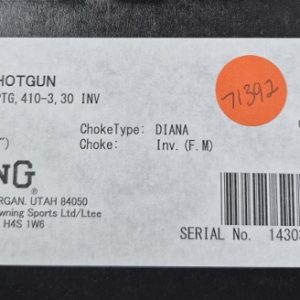 HOTGUN
PTG, 410-3, 30 INV
71392
ChokeType: DIANA
") Choke: Inv. (F.M)
NG®
RGAN. UTAH 84050
wning Sports Ltd/Ltee
H4S 1W6
SERIAL No. 1430